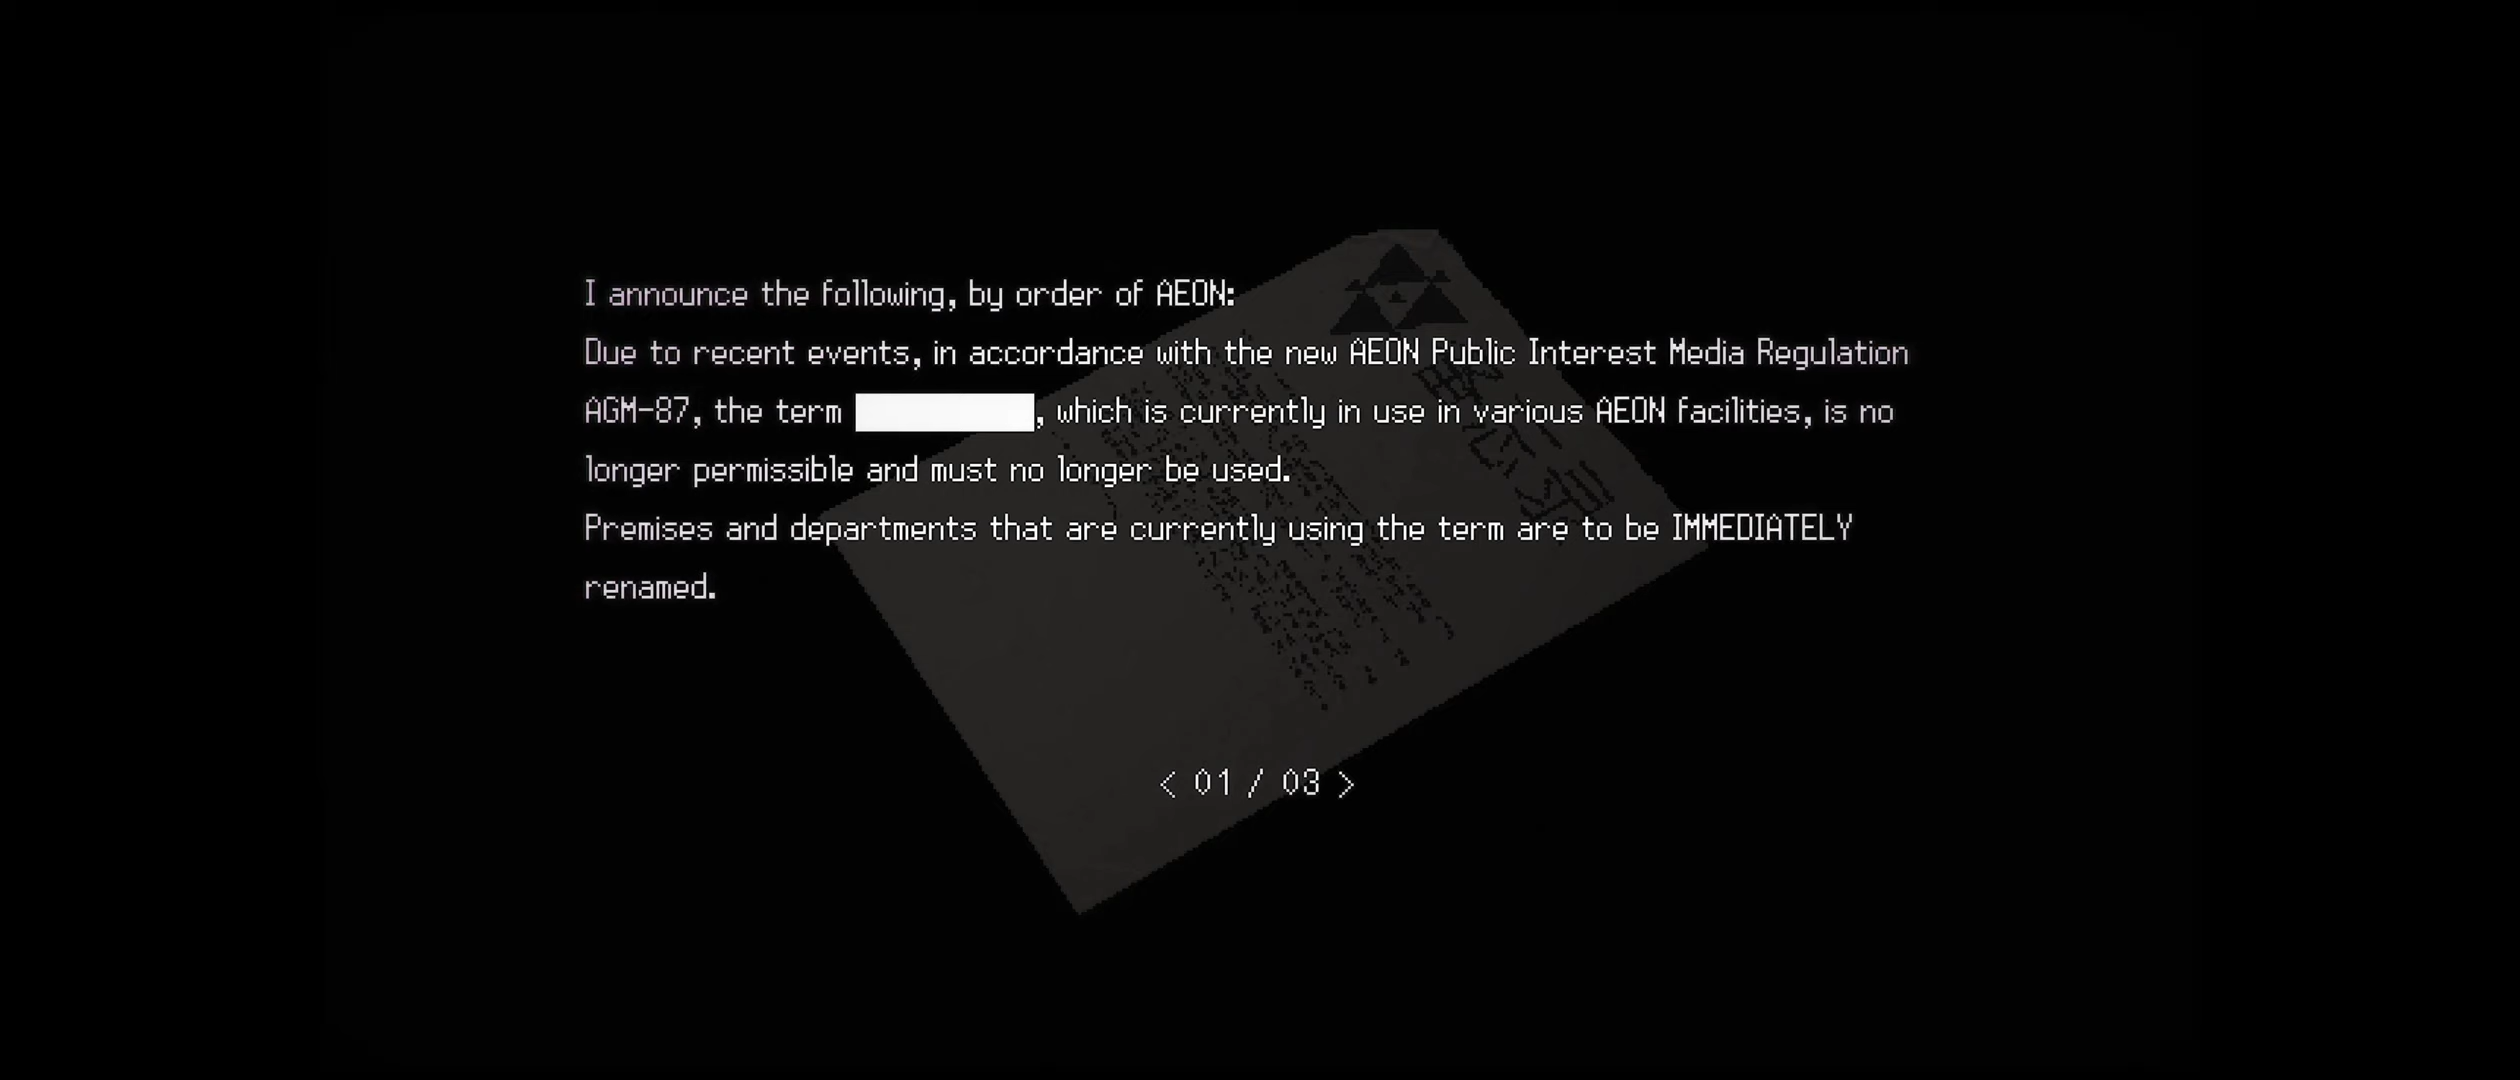 I announce the following, by order of AEON:
Due to recent events, in accordance with the new AEON Public Interest Media Regulation
AGM-87, the term , which is currently in use in various AEON facilities, is no
longer permissible and must no longer be used.
Premises and departments that are currently using the term are to be IMMEDIATELY
renamed.
< 01 / 03 >